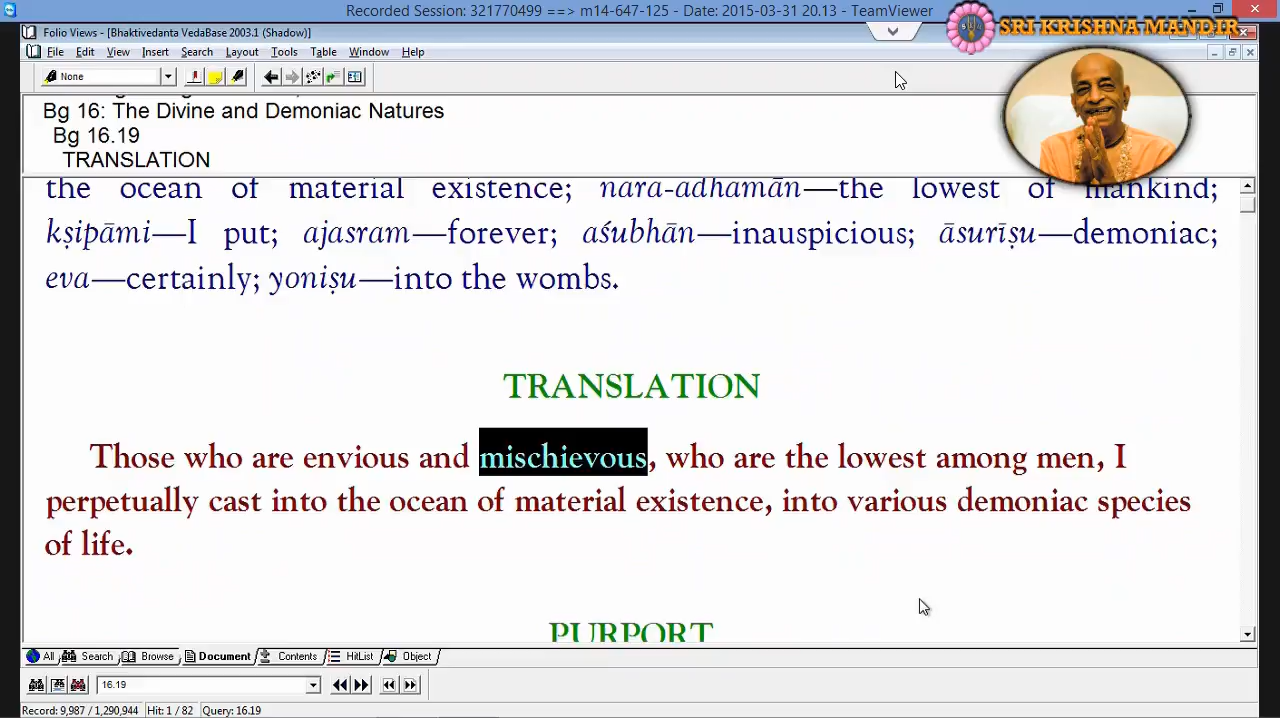 Recorded Session: 321770499 ==> m14-647-125 - Date: 2015-03-31 20.13 - TeamViewer
SRI KRISHNA MANDIR
Folio Views - [Bhaktivedanta VedaBase 2003.1 (Shadow)]
File Edit View Insert Search Layout Tools Table Window Help
None
Bg 16: The Divine and Demoniac Natures
Bg 16.19
TRANSLATION
the ocean of material existence; nara-adhamān—the lowest of mankind;
kṣipāmi—I put; ajasram—forever; aśubhān—inauspicious; āsurīṣu—demoniac;
eva—certainly; yoniṣu—into the wombs.
TRANSLATION
Those who are envious and mischievous, who are the lowest among men, I
perpetually cast into the ocean of material existence, into various demoniac species
of life.
PURPORT
All Search Browse Document Contents HitList Object
16.19
Record: 9,987 / 1,290,944 Hit: 1 / 82 Query: 16.19